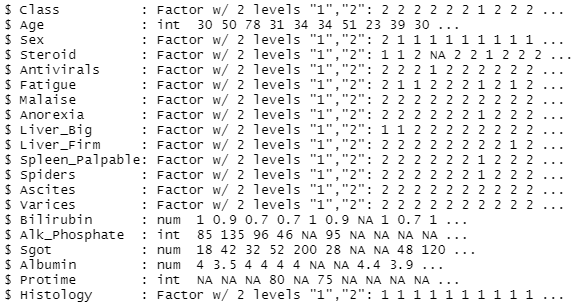 $ Class          : Factor w/ 2 levels "1","2": 2 2 2 2 2 2 1 2 2 2 ...
$ Age            : int  30 50 78 31 34 34 51 23 39 30 ...
$ Sex            : Factor w/ 2 levels "1","2": 2 1 1 1 1 1 1 1 1 1 ...
$ Steroid        : Factor w/ 2 levels "1","2": 1 1 2 NA 2 2 1 2 2 2 ...
$ Antivirals     : Factor w/ 2 levels "1","2": 2 2 2 1 2 2 2 2 2 2 ...
$ Fatigue        : Factor w/ 2 levels "1","2": 2 1 1 2 2 2 1 2 1 2 ...
$ Malaise        : Factor w/ 2 levels "1","2": 2 2 2 2 2 2 2 2 2 2 ...
$ Anorexia       : Factor w/ 2 levels "1","2": 2 2 2 2 2 2 1 2 2 2 ...
$ Liver_Big      : Factor w/ 2 levels "1","2": 1 1 2 2 2 2 2 2 2 2 ...
$ Liver_Firm     : Factor w/ 2 levels "1","2": 2 2 2 2 2 2 2 2 1 2 ...
$ Spleen_Palpable: Factor w/ 2 levels "1","2": 2 2 2 2 2 2 1 2 2 2 ...
$ Spiders        : Factor w/ 2 levels "1","2": 2 2 2 2 2 2 1 2 2 2 ...
$ Ascites        : Factor w/ 2 levels "1","2": 2 2 2 2 2 2 2 2 2 2 ...
$ Varices        : Factor w/ 2 levels "1","2": 2 2 2 2 2 2 2 2 2 2 ...
$ Bilirubin      : num  1 0.9 0.7 0.7 1 0.9 NA 1 0.7 1 ...
$ Alk_Phosphate  : int  85 135 96 46 NA 95 NA NA NA NA ...
$ Sgot           : num  18 42 32 52 200 28 NA NA 48 120 ...
$ Albumin        : num  4 3.5 4 4 4 4 NA NA 4.4 3.9 ...
$ Protime        : int  NA NA NA 80 NA 75 NA NA NA NA ...
$ Histology      : Factor w/ 2 levels "1","2": 1 1 1 1 1 1 1 1 1 1 ...